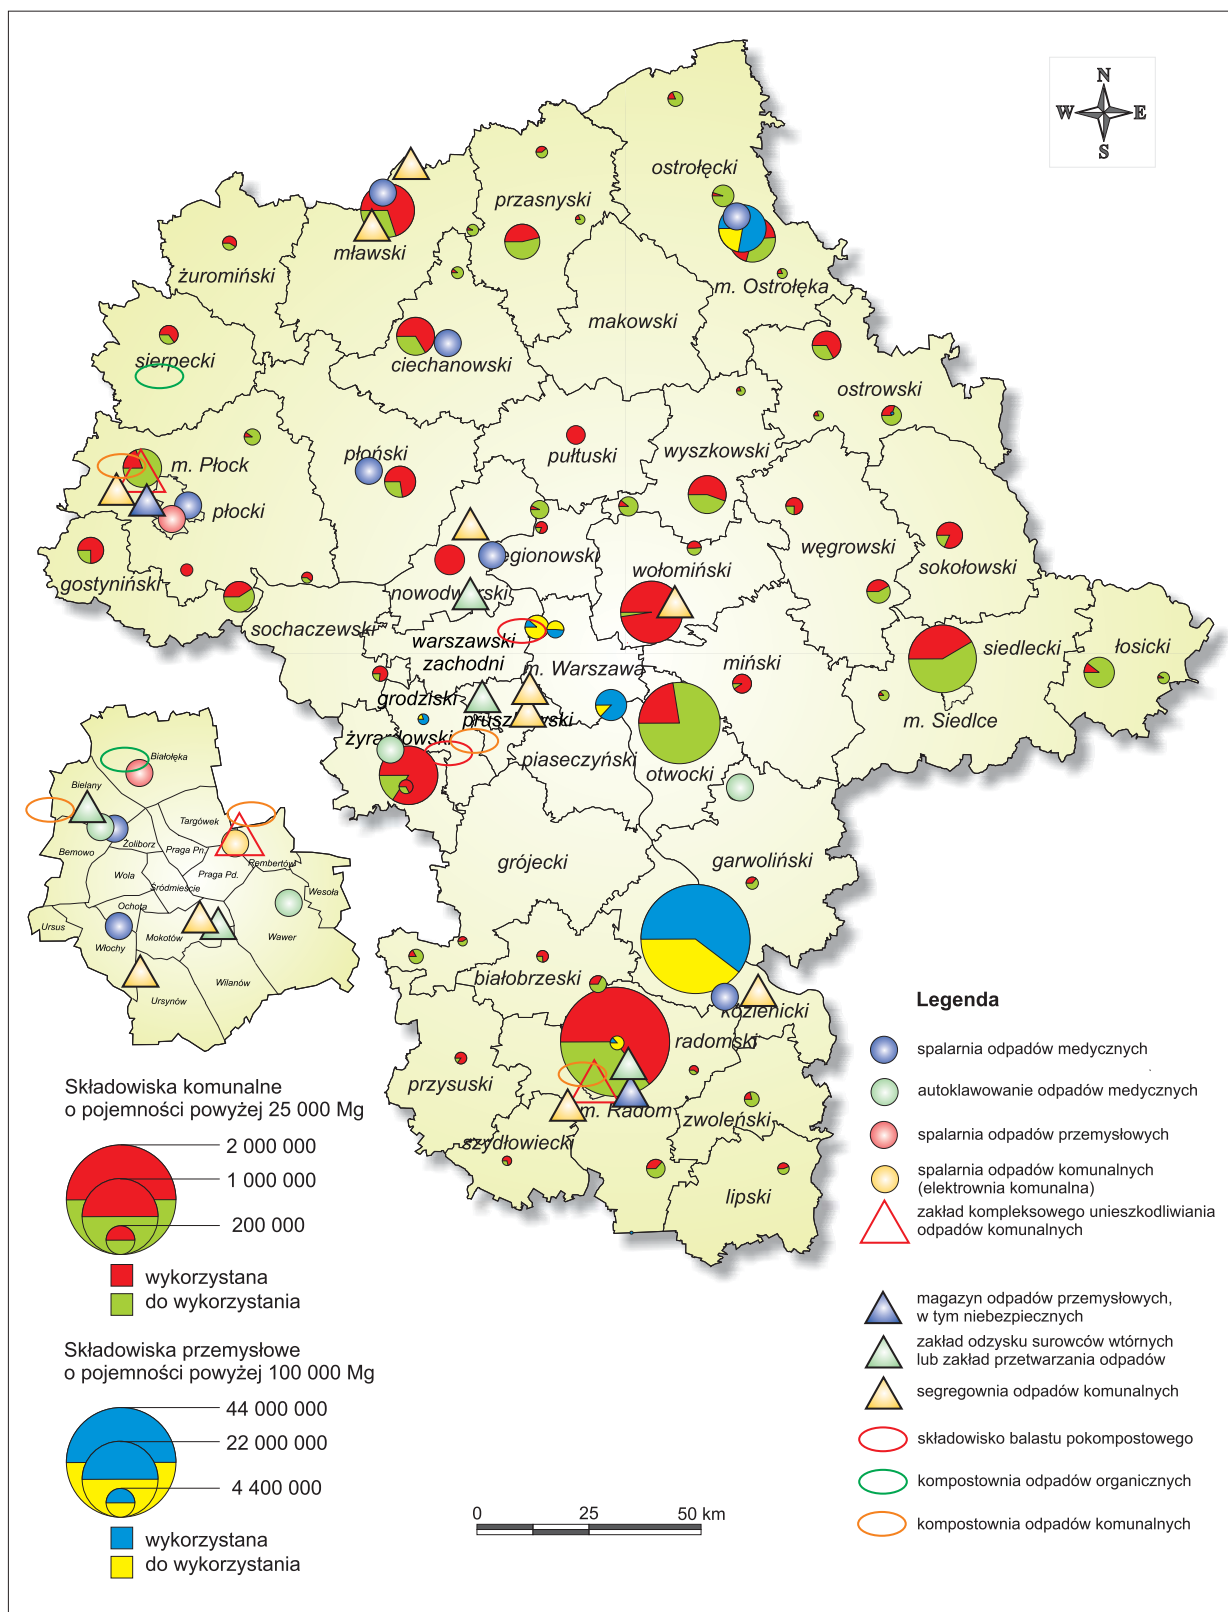 N
W E
S
ostrołęcki
przasnyski
mławski
żuromiński
m. Ostrołęka
makowski
sierpecki
ciechanowski
ostrowski
płoński
pułtuski
wyszkowski
m. Płock
płocki
legionowski
węgrowski
sokołowski
gostyniński
nowodworski
wołomiński
sochaczewski
warszawski
zachodni
m. Warszawa
miński
siedlecki
łosicki
grodziski
pruszkowski
m. Siedlce
żyrardowski
piaseczyński
otwocki
grójecki
garwoliński
białobrzeski
kozienicki
radomski
przysuski
m. Radom
zwoleński
szydłowiecki
lipski
Białołęka
Bielany
Targówek
Żoliborz
Bemowo
Praga Pn.
Rembertów
Wola
Praga Pd.
Śródmieście
Wesoła
Ochota
Ursus
Włochy
Mokotów
Wawer
Wilanów
Ursynów
Składowiska komunalne
o pojemności powyżej 25 000 Mg
2 000 000
1 000 000
200 000
wykorzystana
do wykorzystania
Składowiska przemysłowe
o pojemności powyżej 100 000 Mg
44 000 000
22 000 000
4 400 000
wykorzystana
do wykorzystania
0 25 50 km
Legenda
spalarnia odpadów medycznych
autoklawowanie odpadów medycznych
spalarnia odpadów przemysłowych
spalarnia odpadów komunalnych
(elektrownia komunalna)
zakład kompleksowego unieszkodliwiania
odpadów komunalnych
magazyn odpadów przemysłowych,
w tym niebezpiecznych
zakład odzysku surowców wtórnych
lub zakład przetwarzania odpadów
segregownia odpadów komunalnych
składowisko balastu pokompostowego
kompostownia odpadów organicznych
kompostownia odpadów komunalnych